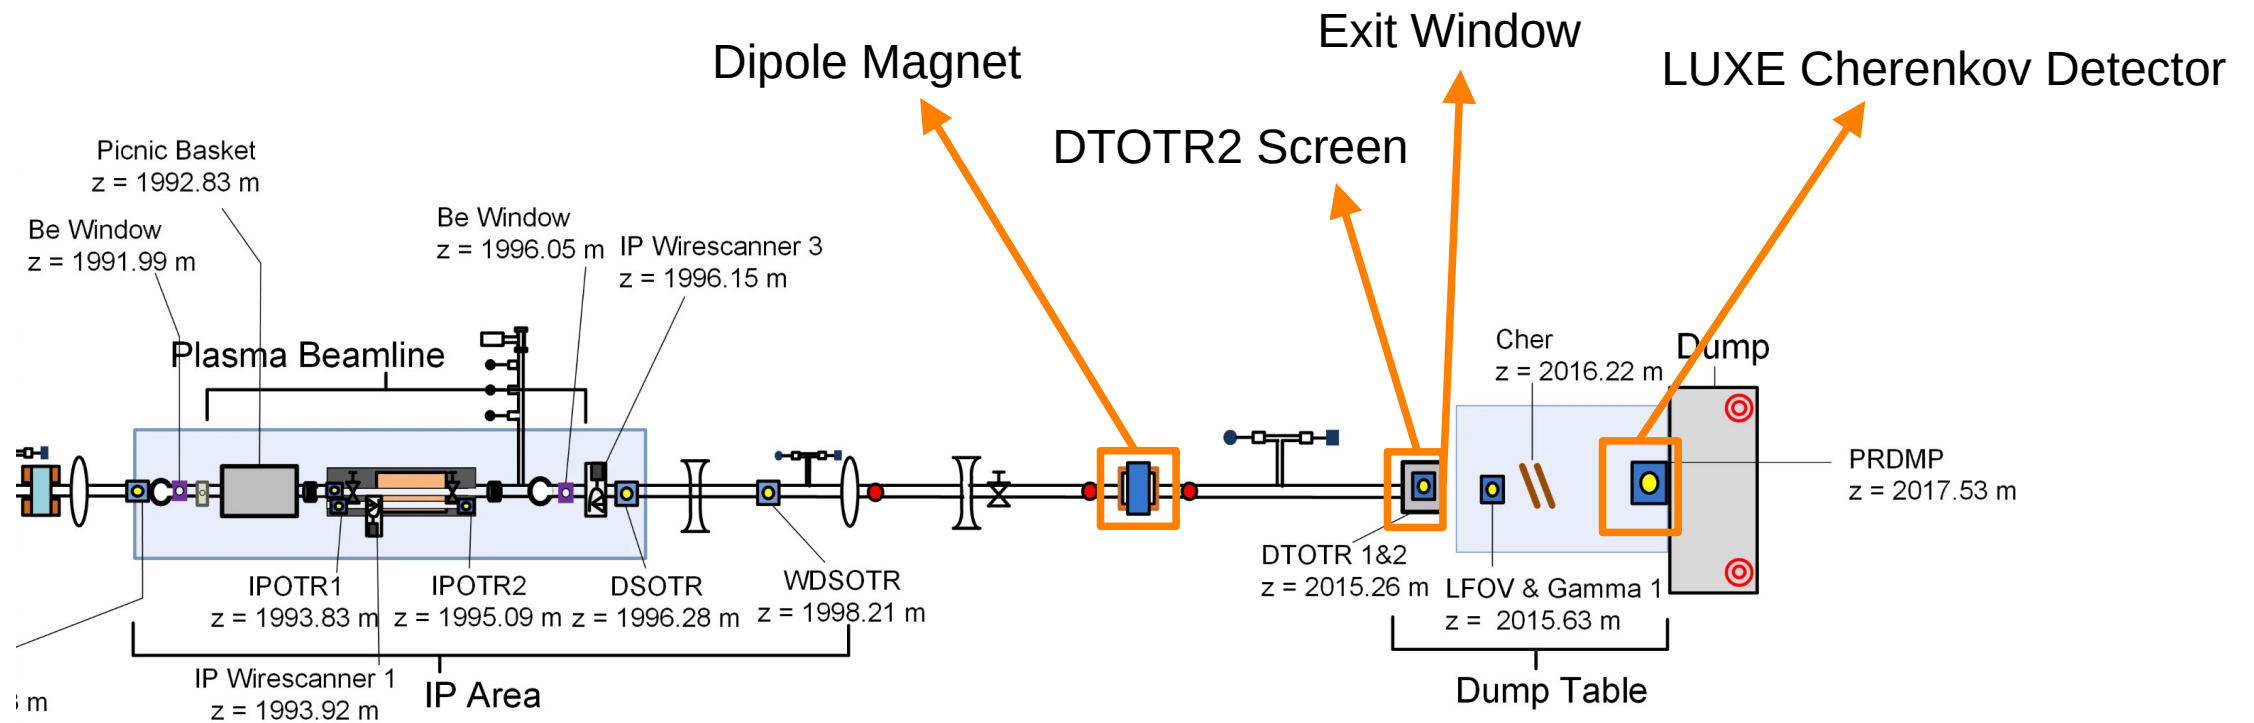 Exit Window
Dipole Magnet
LUXE Cherenkov Detector
DTOTR2 Screen
Picnic Basket
z = 1992.83 m
Be Window
z = 1991.99 m
Be Window
z = 1996.05 m
IP Wirescanner 3
z = 1996.15 m
Plasma Beamline
Cher
z = 2016.22 m
Dump
PRDMP
z = 2017.53 m
DTOTR 1&2
z = 2015.26 m
LFOV & Gamma 1
z = 2015.63 m
IPOTR1
z = 1993.83 m
IPOTR2
z = 1995.09 m
DSOTR
z = 1996.28 m
WDSOTR
z = 1998.21 m
IP Wirescanner 1
z = 1993.92 m
IP Area
Dump Table
m